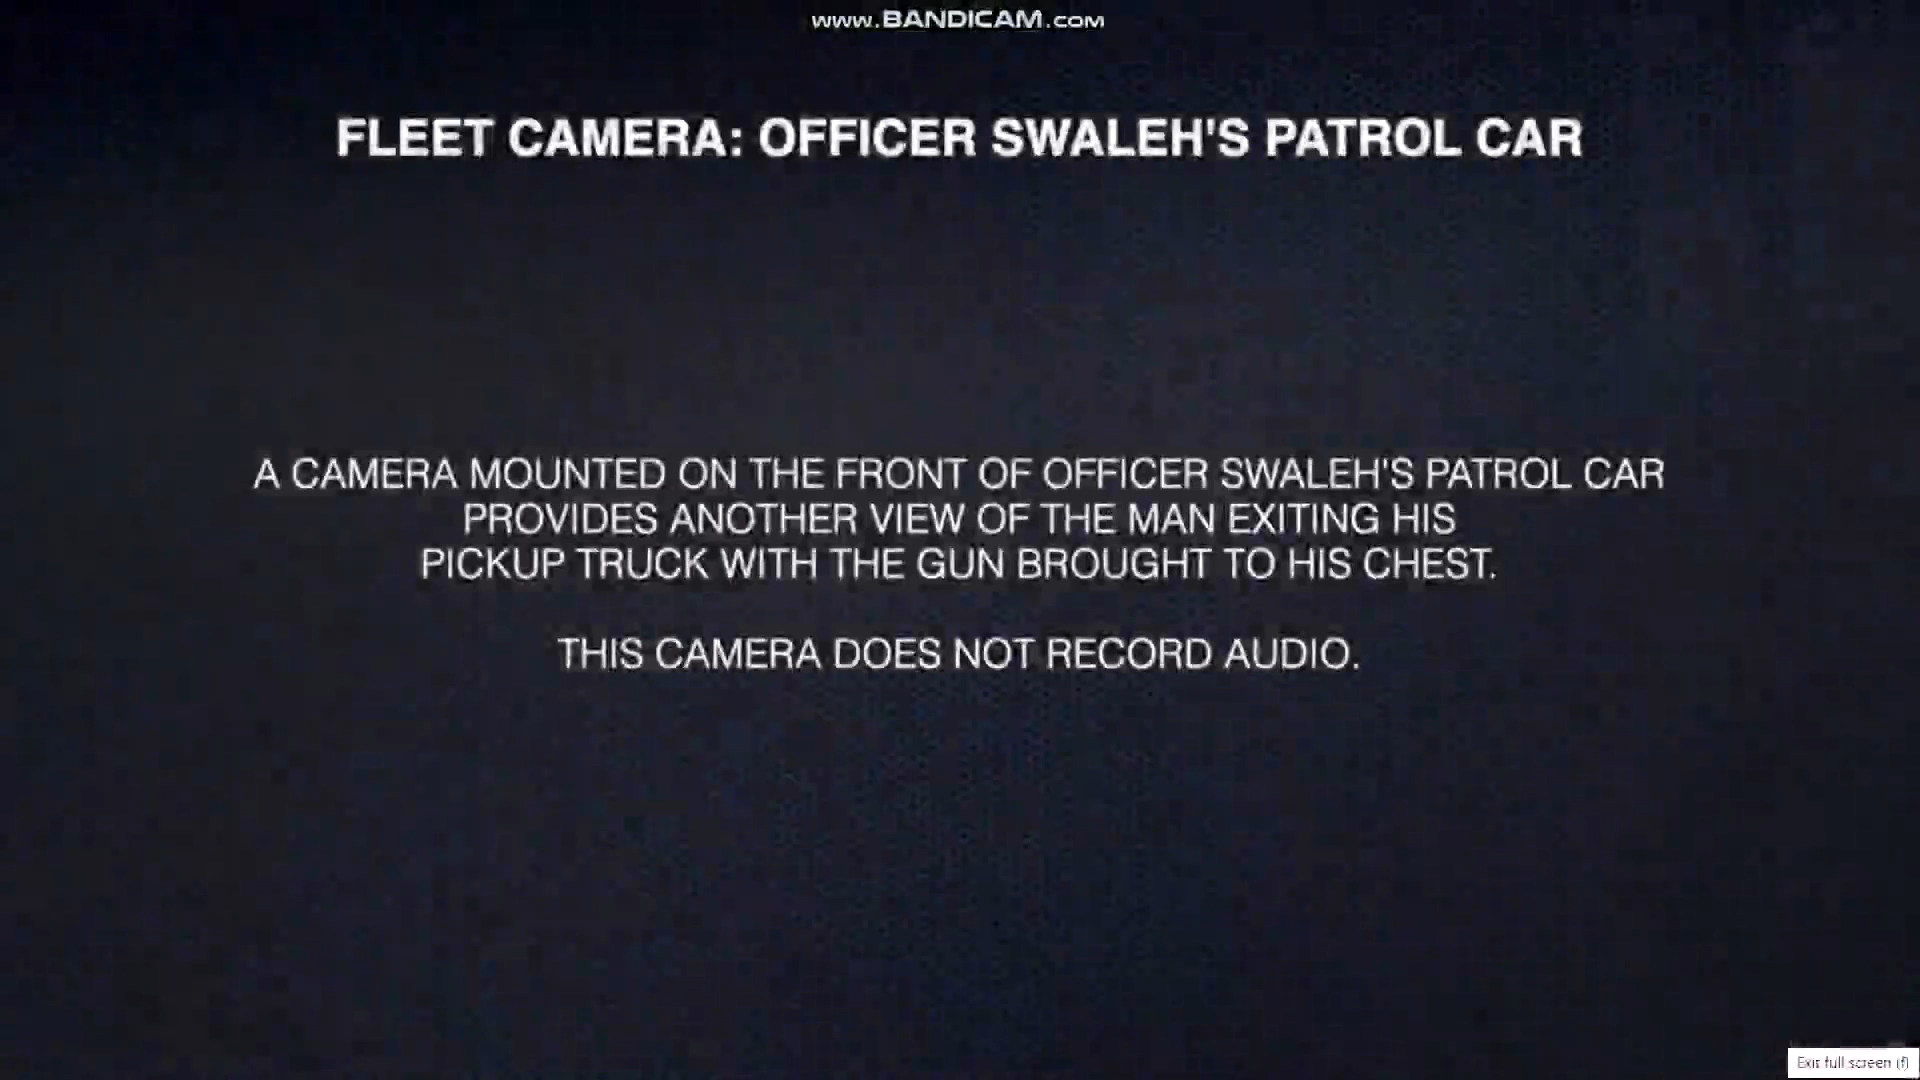 www.BANDICAM.com
FLEET CAMERA: OFFICER SWALEH'S PATROL CAR
A CAMERA MOUNTED ON THE FRONT OF OFFICER SWALEH'S PATROL CAR
PROVIDES ANOTHER VIEW OF THE MAN EXITING HIS
PICKUP TRUCK WITH THE GUN BROUGHT TO HIS CHEST.
THIS CAMERA DOES NOT RECORD AUDIO.
Exit full screen (f)